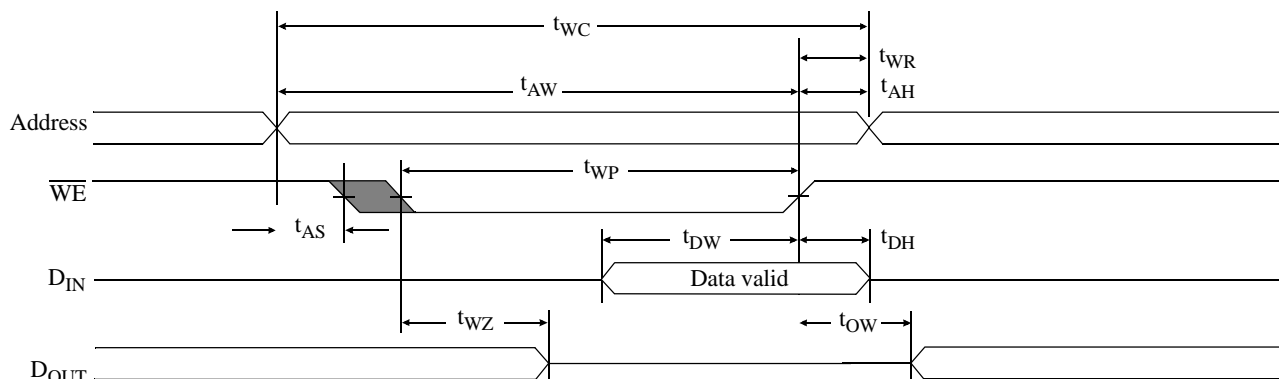 tWC
tWR
tAW
tAH
Address
tWP
WE
tAS
tDW
tDH
DIN
Data valid
tWZ
tOW
DOUT